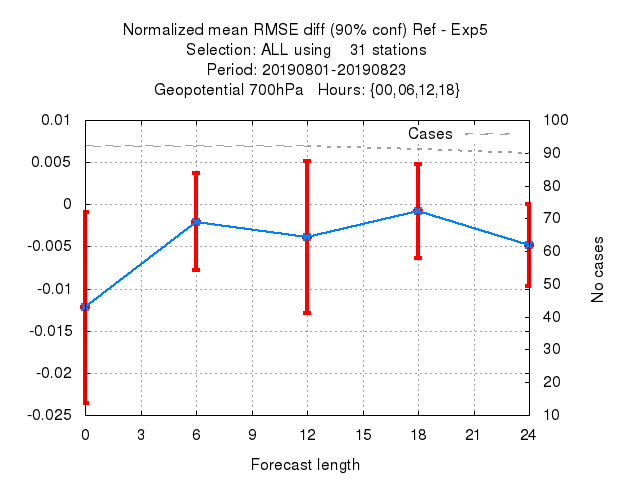 Normalized mean RMSE diff (90% conf) Ref - Exp5
Selection: ALL using    31 stations
Period: 20190801-20190823
Geopotential 700hPa   Hours: {00,06,12,18}
Cases
0.01
0.005
0
-0.005
-0.01
-0.015
-0.02
-0.025
100
90
80
70
60
50
40
30
20
10
No cases
0 3 6 9 12 15 18 21 24
Forecast length